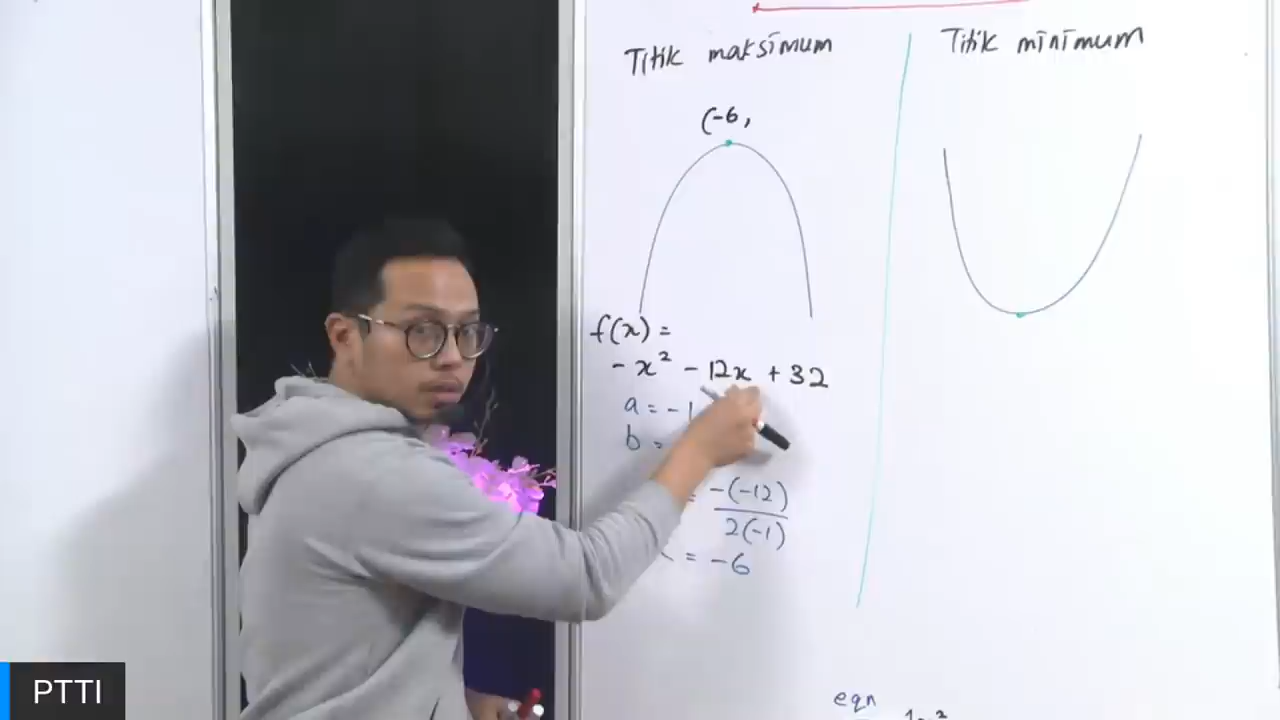 Titik maksimum
(-6,
f(x) =
- x² - 12x + 32
a = -1
b =
= -(-12)
2(-1)
= -6
Titik minimum
eqn
PTTI